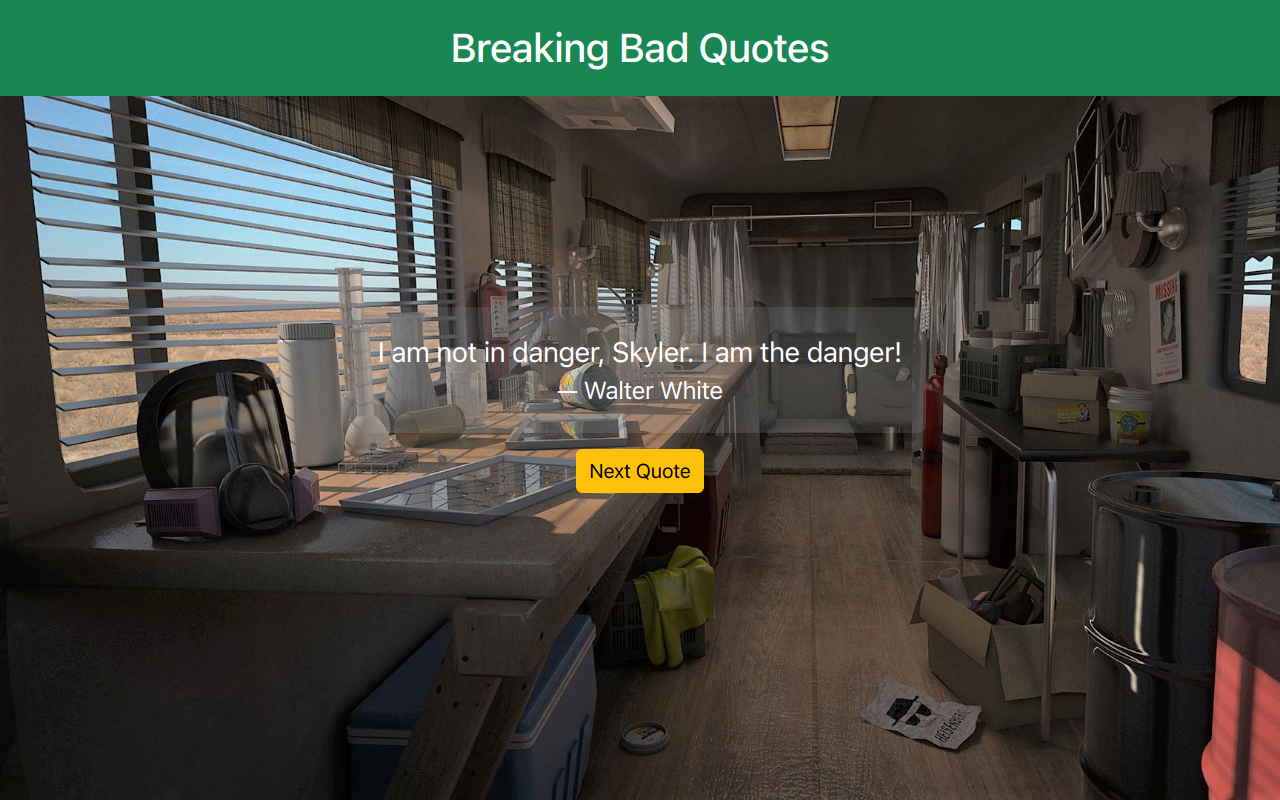 Breaking Bad Quotes
I am not in danger, Skyler. I am the danger!
— Walter White
Next Quote
MISSING
HEISENBERG